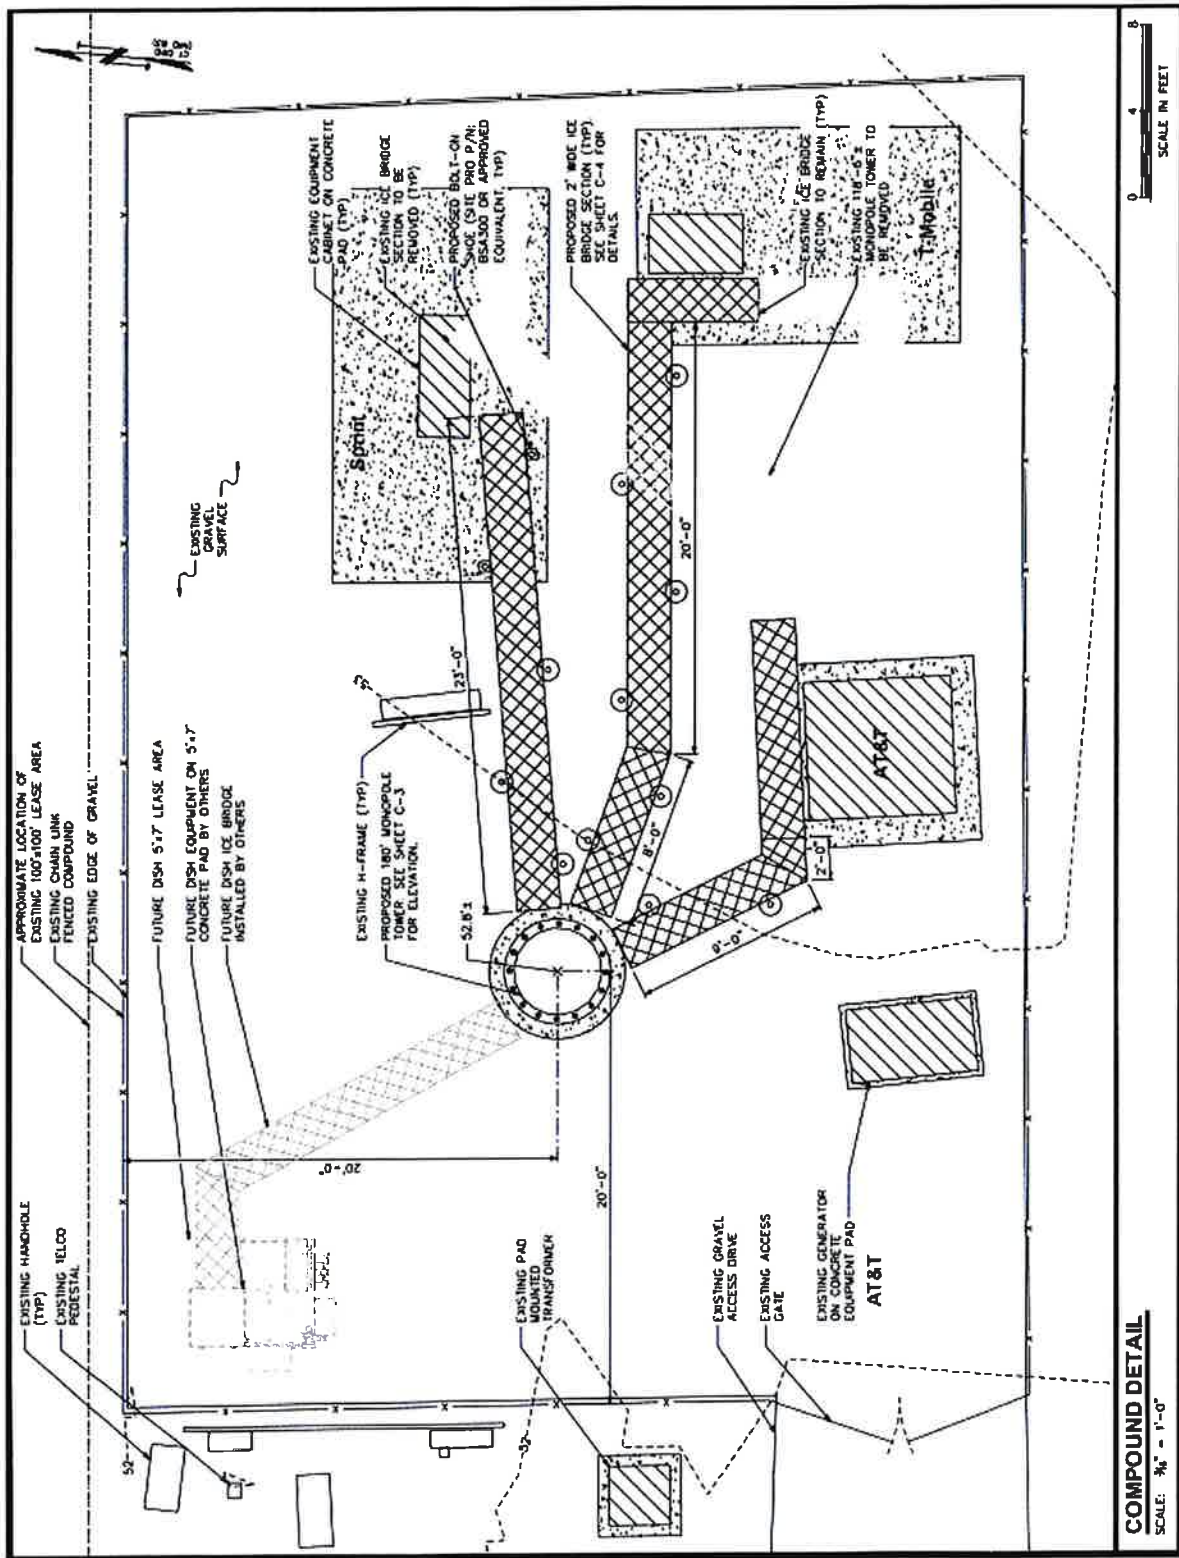 APPROXIMATE LOCATION OF
EXISTING 100'x100' LEASE AREA
EXISTING CHAIN LINK
FENCED COMPOUND
EXISTING EDGE OF GRAVEL
EXISTING HANDHOLE
(TYP)
EXISTING TELCO
PEDESTAL
FUTURE DISH 5'x7' LEASE AREA
FUTURE DISH EQUIPMENT ON 5'x7'
CONCRETE PAD BY OTHERS
FUTURE DISH ICE BRIDGE
INSTALLED BY OTHERS
EXISTING
GRAVEL
SURFACE
EXISTING EQUIPMENT
CABINET ON CONCRETE
PAD (TYP)
EXISTING ICE BRIDGE
SECTION TO BE
REMOVED (TYP)
PROPOSED BOLT-ON
SHOE (SITE PRO P/N:
BSA300 OR APPROVED
EQUIVALENT, TYP)
Sprint
EXISTING H-FRAME (TYP)
PROPOSED 180' MONOPOLE
TOWER. SEE SHEET C-3
FOR ELEVATION.
52.8'±
23'-0"
52
52
52
20'-0"
20'-0"
20'-0"
8'-0"
9'-0"
2'-0"
PROPOSED 2' WIDE ICE
BRIDGE SECTION (TYP).
SEE SHEET C-4 FOR
DETAILS.
EXISTING ICE BRIDGE
SECTION TO REMAIN (TYP)
EXISTING 118'-6"±
MONOPOLE TOWER TO
BE REMOVED
T-Mobile
AT&T
EXISTING PAD
MOUNTED
TRANSFORMER
EXISTING GRAVEL
ACCESS DRIVE
EXISTING ACCESS
GATE
EXISTING GENERATOR
ON CONCRETE
EQUIPMENT PAD
AT&T
COMPOUND DETAIL
SCALE: 3/16" = 1'-0"
0 4 8
SCALE IN FEET